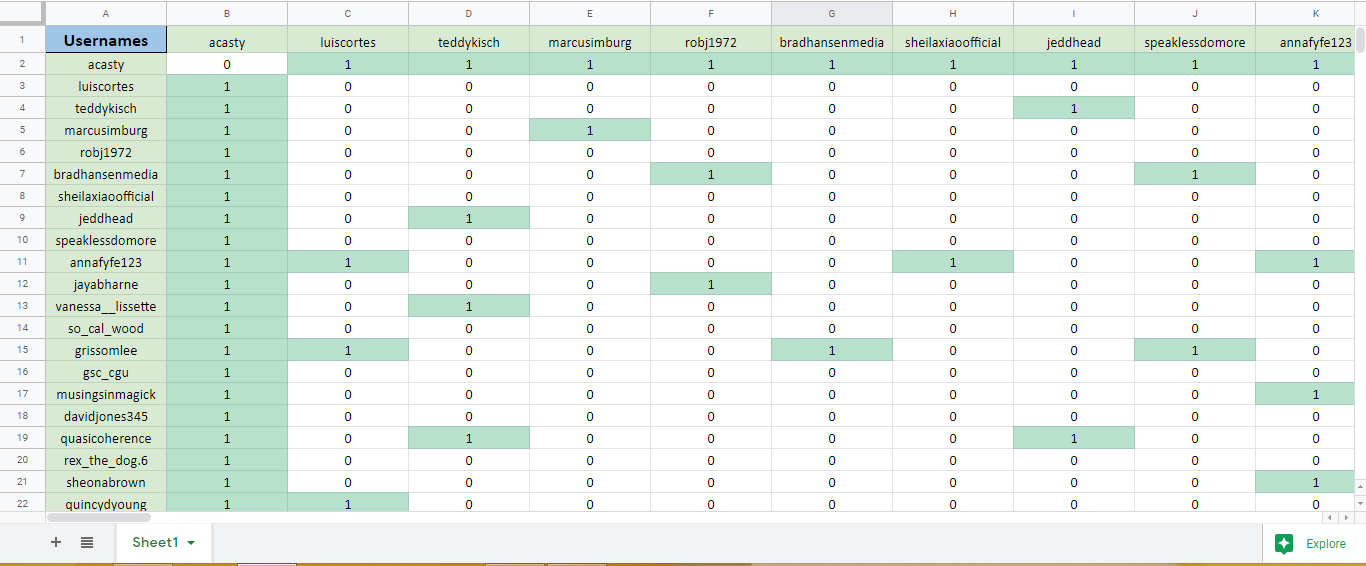 A B C D E F G H I J K
1 Usernames acasty luiscortes teddykisch marcusimburg robj1972 bradhansenmedia sheilaxiaoofficial jeddhead speaklessdomore annafyfe123
2 acasty 0 1 1 1 1 1 1 1 1 1
3 luiscortes 1 0 0 0 0 0 0 0 0 0
4 teddykisch 1 0 0 0 0 0 0 1 0 0
5 marcusimburg 1 0 0 1 0 0 0 0 0 0
6 robj1972 1 0 0 0 0 0 0 0 0 0
7 bradhansenmedia 1 0 0 0 1 0 0 0 1 0
8 sheilaxiaoofficial 1 0 0 0 0 0 0 0 0 0
9 jeddhead 1 0 1 0 0 0 0 0 0 0
10 speaklessdomore 1 0 0 0 0 0 0 0 0 0
11 annafyfe123 1 1 0 0 0 0 1 0 0 1
12 jayabharne 1 0 0 0 1 0 0 0 0 0
13 vanessa__lissette 1 0 1 0 0 0 0 0 0 0
14 so_cal_wood 1 0 0 0 0 0 0 0 0 0
15 grissomlee 1 1 0 0 0 1 0 0 1 0
16 gsc_cgu 1 0 0 0 0 0 0 0 0 0
17 musingsinmagick 1 0 0 0 0 0 0 0 0 1
18 davidjones345 1 0 0 0 0 0 0 0 0 0
19 quasicoherence 1 0 1 0 0 0 0 1 0 0
20 rex_the_dog.6 1 0 0 0 0 0 0 0 0 0
21 sheonabrown 1 0 0 0 0 0 0 0 0 1
22 quincydyoung 1 1 0 0 0 0 0 0 0 0
Sheet1 Explore